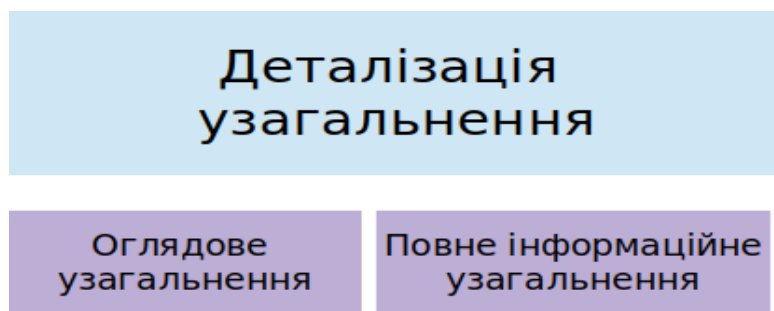 Деталізація
узагальнення
Оглядове
узагальнення
Повне інформаційне
узагальнення